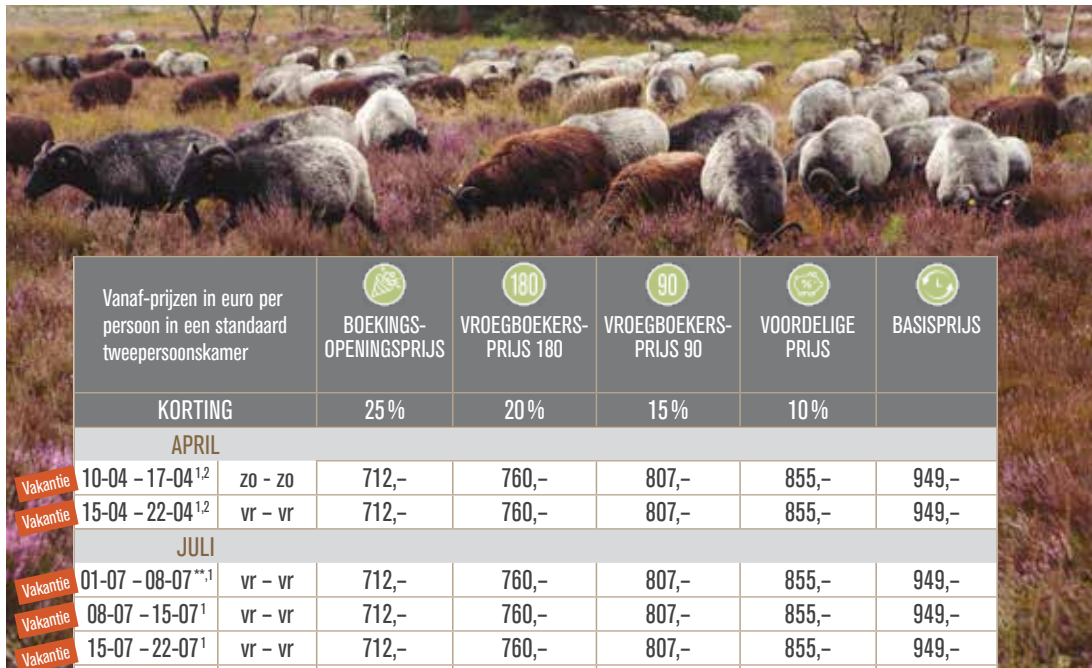 Vanaf-prijzen in euro per
persoon in een standaard
tweepersoonskamer
BOEKINGS-
OPENINGSPRIJS
180
VROEGBOEKERS-
PRIJS 180
90
VROEGBOEKERS-
PRIJS 90
%
VOORDELIGE
PRIJS
BASISPRIJS
KORTING 25% 20% 15% 10%
APRIL
Vakantie 10-04 – 17-04 1,2 zo - zo 712,– 760,– 807,– 855,– 949,–
Vakantie 15-04 – 22-04 1,2 vr – vr 712,– 760,– 807,– 855,– 949,–
JULI
Vakantie 01-07 – 08-07 **,1 vr – vr 712,– 760,– 807,– 855,– 949,–
Vakantie 08-07 – 15-07 1 vr – vr 712,– 760,– 807,– 855,– 949,–
Vakantie 15-07 – 22-07 1 vr – vr 712,– 760,– 807,– 855,– 949,–